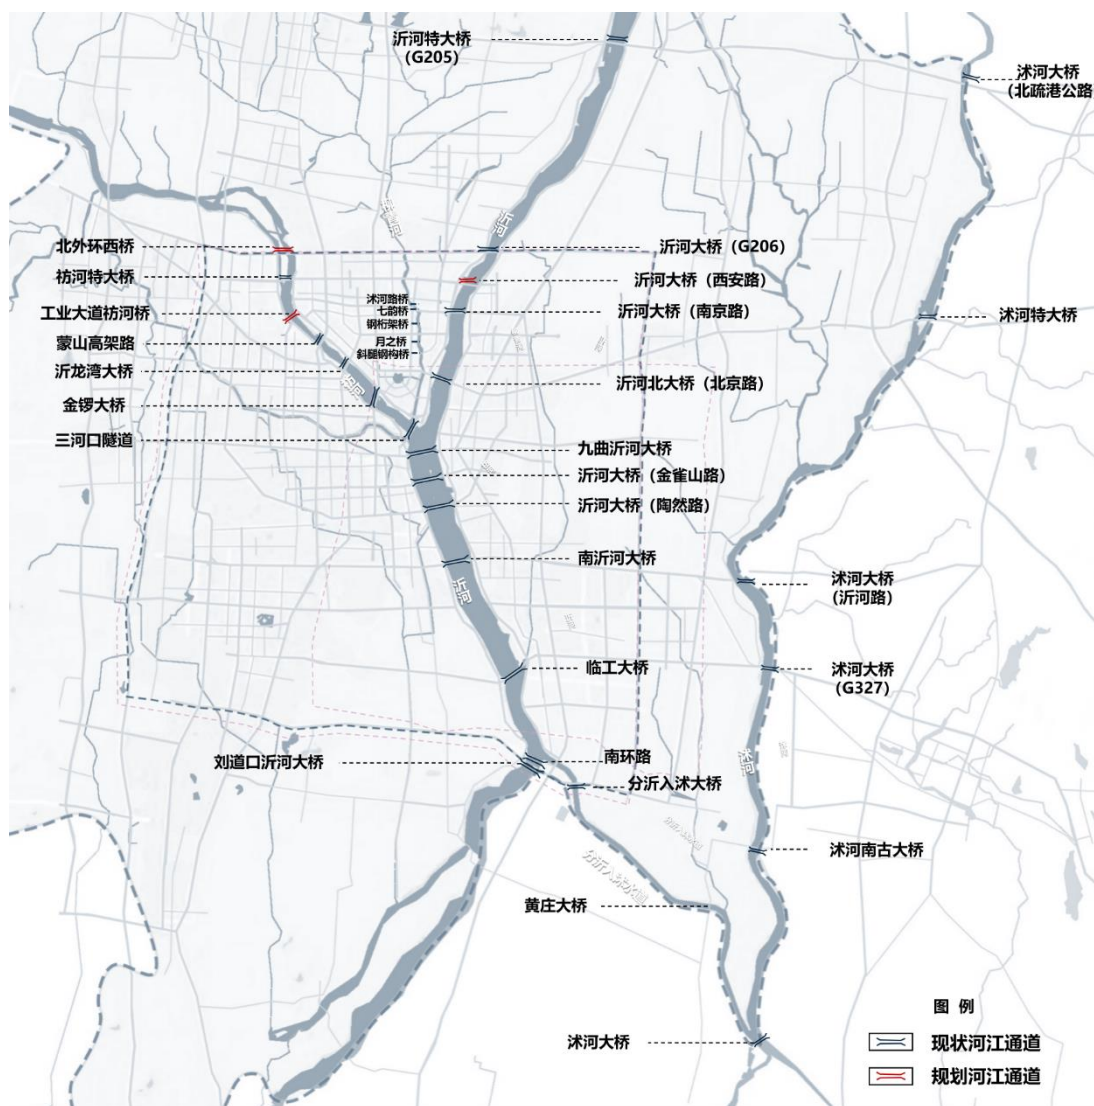 沂河特大桥
（G205）
沭河大桥
（北疏港公路
沂河
北外环西桥
沂河大桥（G206）
祊河特大桥
沂河大桥（西安路）
沭河路桥
七韵桥
工业大道祊河桥
沂河大桥（南京路）
钢桁架桥
沭河特大桥
蒙山高架路
月之桥
斜腿钢构桥
沂龙湾大桥
沂河北大桥（北京路）
祊河
金锣大桥
三河口隧道
九曲沂河大桥
沂河大桥（金雀山路）
沂河大桥（陶然路）
南沂河大桥
沭河大桥
（沂河路）
沂河
临工大桥
沭河大桥
（G327）
南环路
刘道口沂河大桥
沭河
分沂入沭大桥
沭河南古大桥
分沂入沭水道
黄庄大桥
图 例
沭河大桥
现状河江通道
规划河江通道